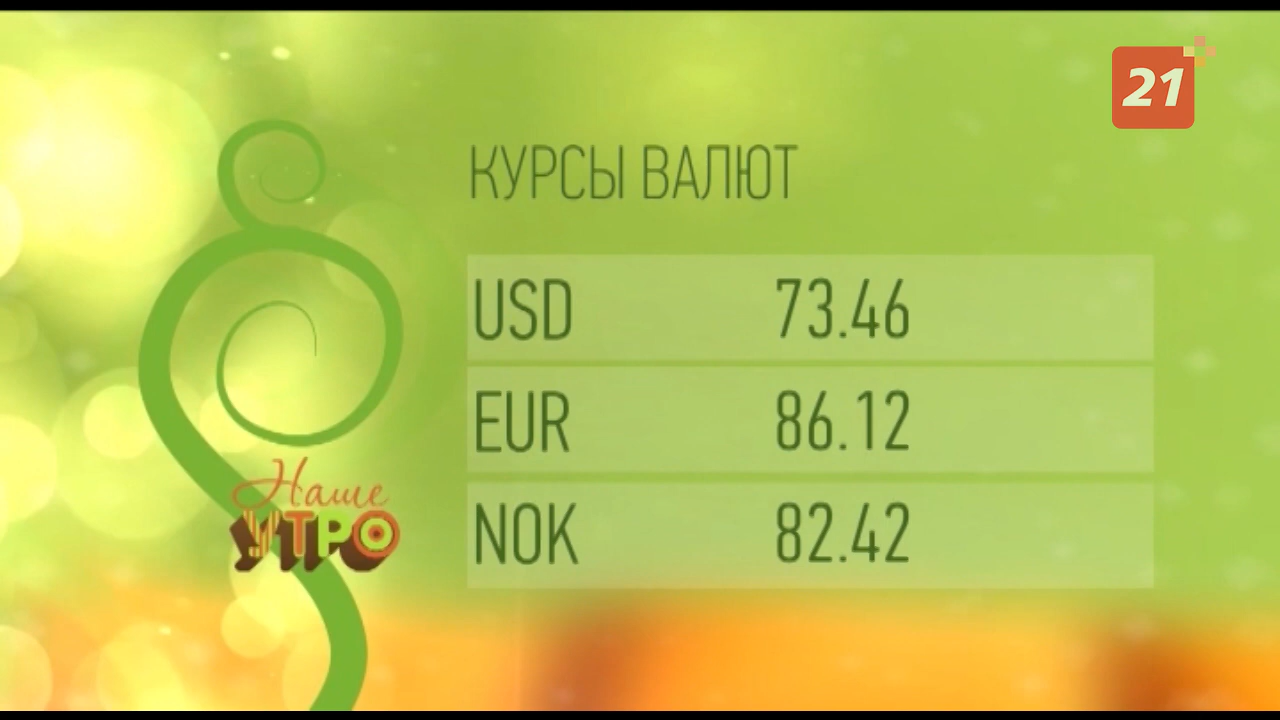 21
КУРСЫ ВАЛЮТ
USD 73.46
EUR 86.12
NOK 82.42
Наше
УТРО